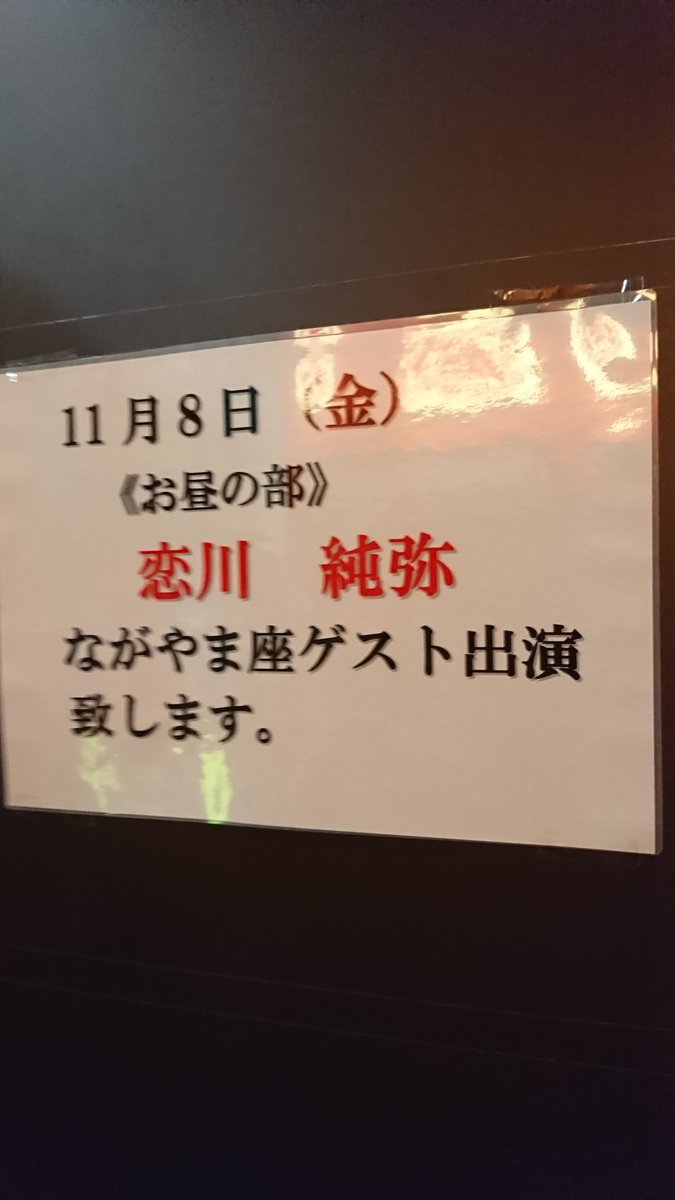 11月8日（金）
《お昼の部》
恋川　純弥
ながやま座ゲスト出演
致します。